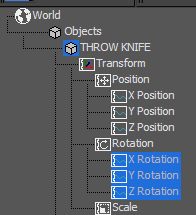 World
Objects
THROW KNIFE
Transform
Position
X Position
Y Position
Z Position
Rotation
X Rotation
Y Rotation
Z Rotation
Scale